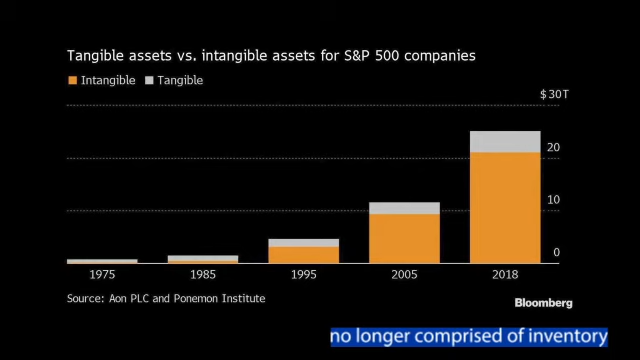 Tangible assets vs. intangible assets for S&P 500 companies
Intangible Tangible
$30T
20
10
0
1975 1985 1995 2005 2018
Source: Aon PLC and Ponemon Institute
Bloomberg
no longer comprised of inventory